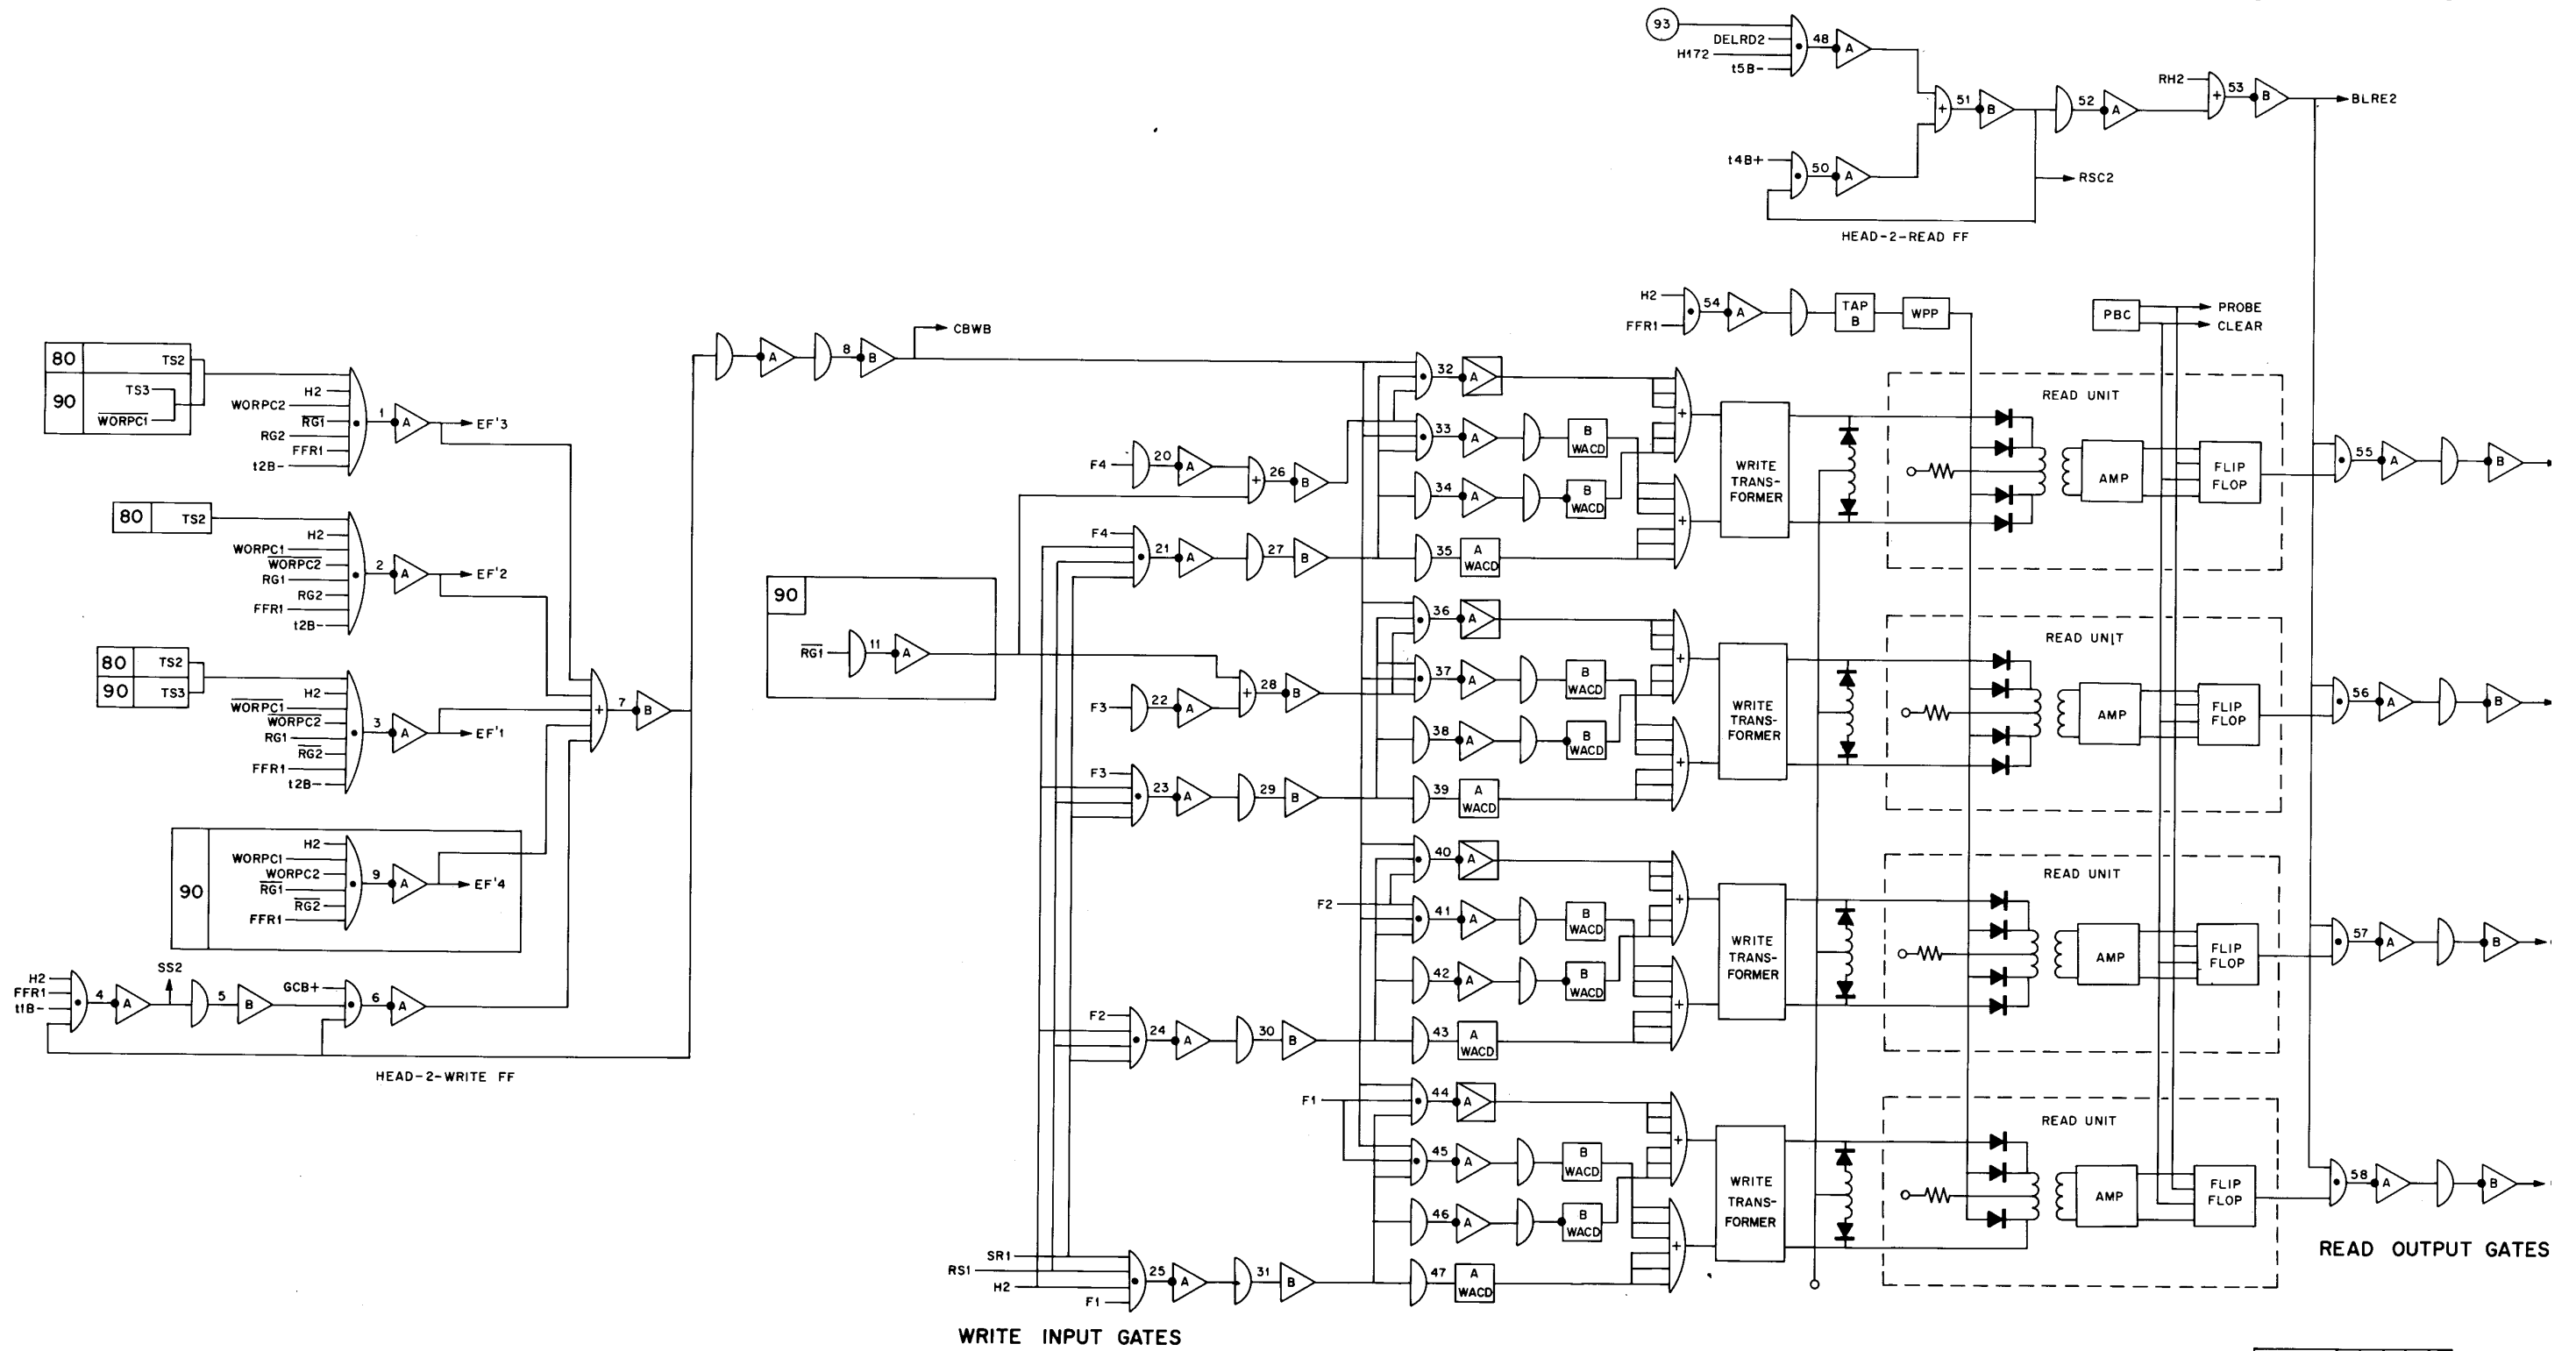 93
DELRD2
48
A
H172
t5B-
51
B
52
A
RH2
53
B
BLRE2
t4B+
50
A
RSC2
HEAD-2-READ FF
H2
FFR1
54
A
TAP B
WPP
PBC
PROBE
CLEAR
CBWB
8
A
B
80
TS2
90
TS3
WORPC1
H2
WORPC2
RG1
RG2
FFR1
t2B-
1
A
EF'3
80
TS2
H2
WORPC1
WORPC2
RG1
RG2
FFR1
t2B-
2
A
EF'2
80
TS2
90
TS3
H2
WORPC1
WORPC2
RG1
RG2
FFR1
t2B-
3
A
EF'1
7
B
90
H2
WORPC1
WORPC2
RG1
RG2
FFR1
9
A
EF'4
H2
FFR1
t1B-
4
A
SS2
5
B
GCB+
6
A
HEAD-2-WRITE FF
90
RG1
11
A
F4
20
A
26
B
F4
21
A
27
B
F3
22
A
28
B
F3
23
A
29
B
F2
F2
24
A
30
B
F1
SR1
RS1
H2
F1
25
A
31
B
WRITE INPUT GATES
32
A
33
A
B
WACD
34
A
B
WACD
35
A
WACD
WRITE
TRANS-
FORMER
READ UNIT
AMP
FLIP
FLOP
55
A
B
36
A
37
A
B
WACD
38
A
B
WACD
39
A
WACD
WRITE
TRANS-
FORMER
READ UNIT
AMP
FLIP
FLOP
56
A
B
40
A
41
A
B
WACD
42
A
B
WACD
43
A
WACD
WRITE
TRANS-
FORMER
READ UNIT
AMP
FLIP
FLOP
57
A
B
44
A
45
A
B
WACD
46
A
B
WACD
47
A
WACD
WRITE
TRANS-
FORMER
READ UNIT
AMP
FLIP
FLOP
58
A
B
READ OUTPUT GATES